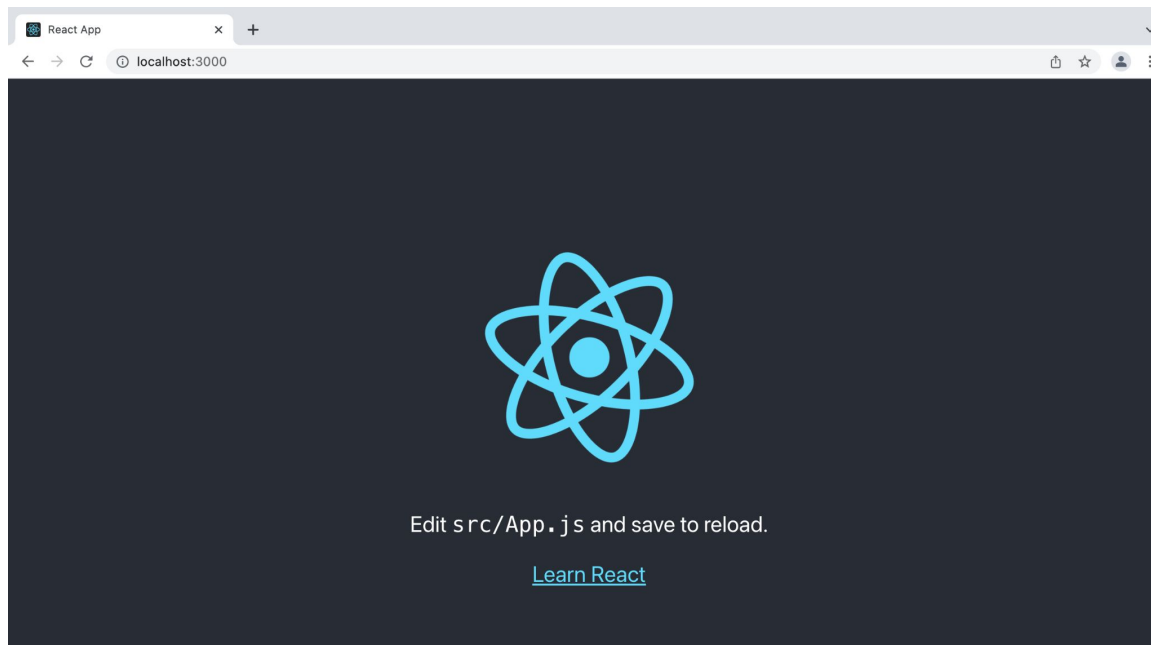 React App
localhost:3000
Edit src/App.js and save to reload.
Learn React